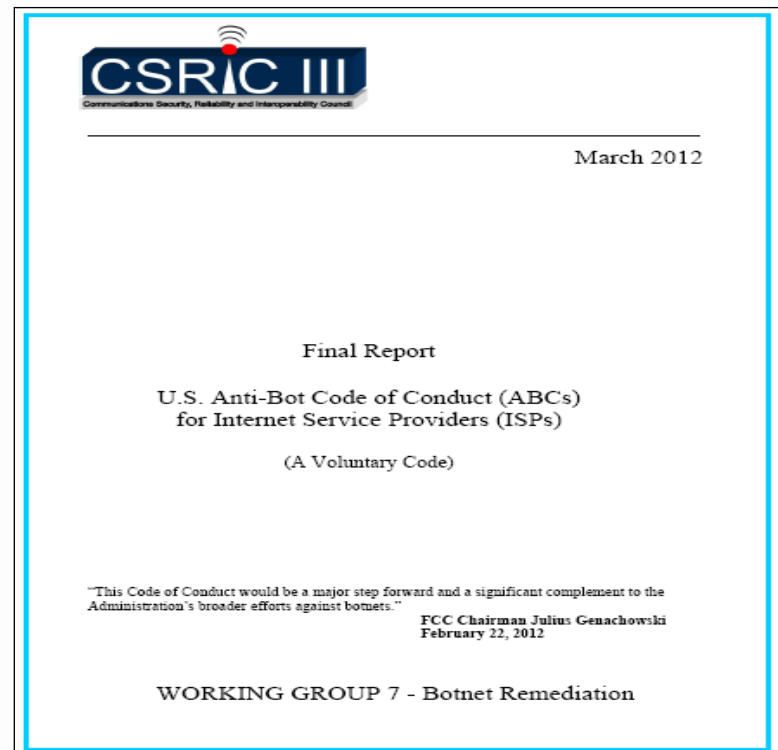 CSRIC III
Communications Security, Reliability and Interoperability Council
March 2012
Final Report
U.S. Anti-Bot Code of Conduct (ABCs)
for Internet Service Providers (ISPs)
(A Voluntary Code)
“This Code of Conduct would be a major step forward and a significant complement to the
Administration’s broader efforts against botnets.”
FCC Chairman Julius Genachowski
February 22, 2012
WORKING GROUP 7 - Botnet Remediation